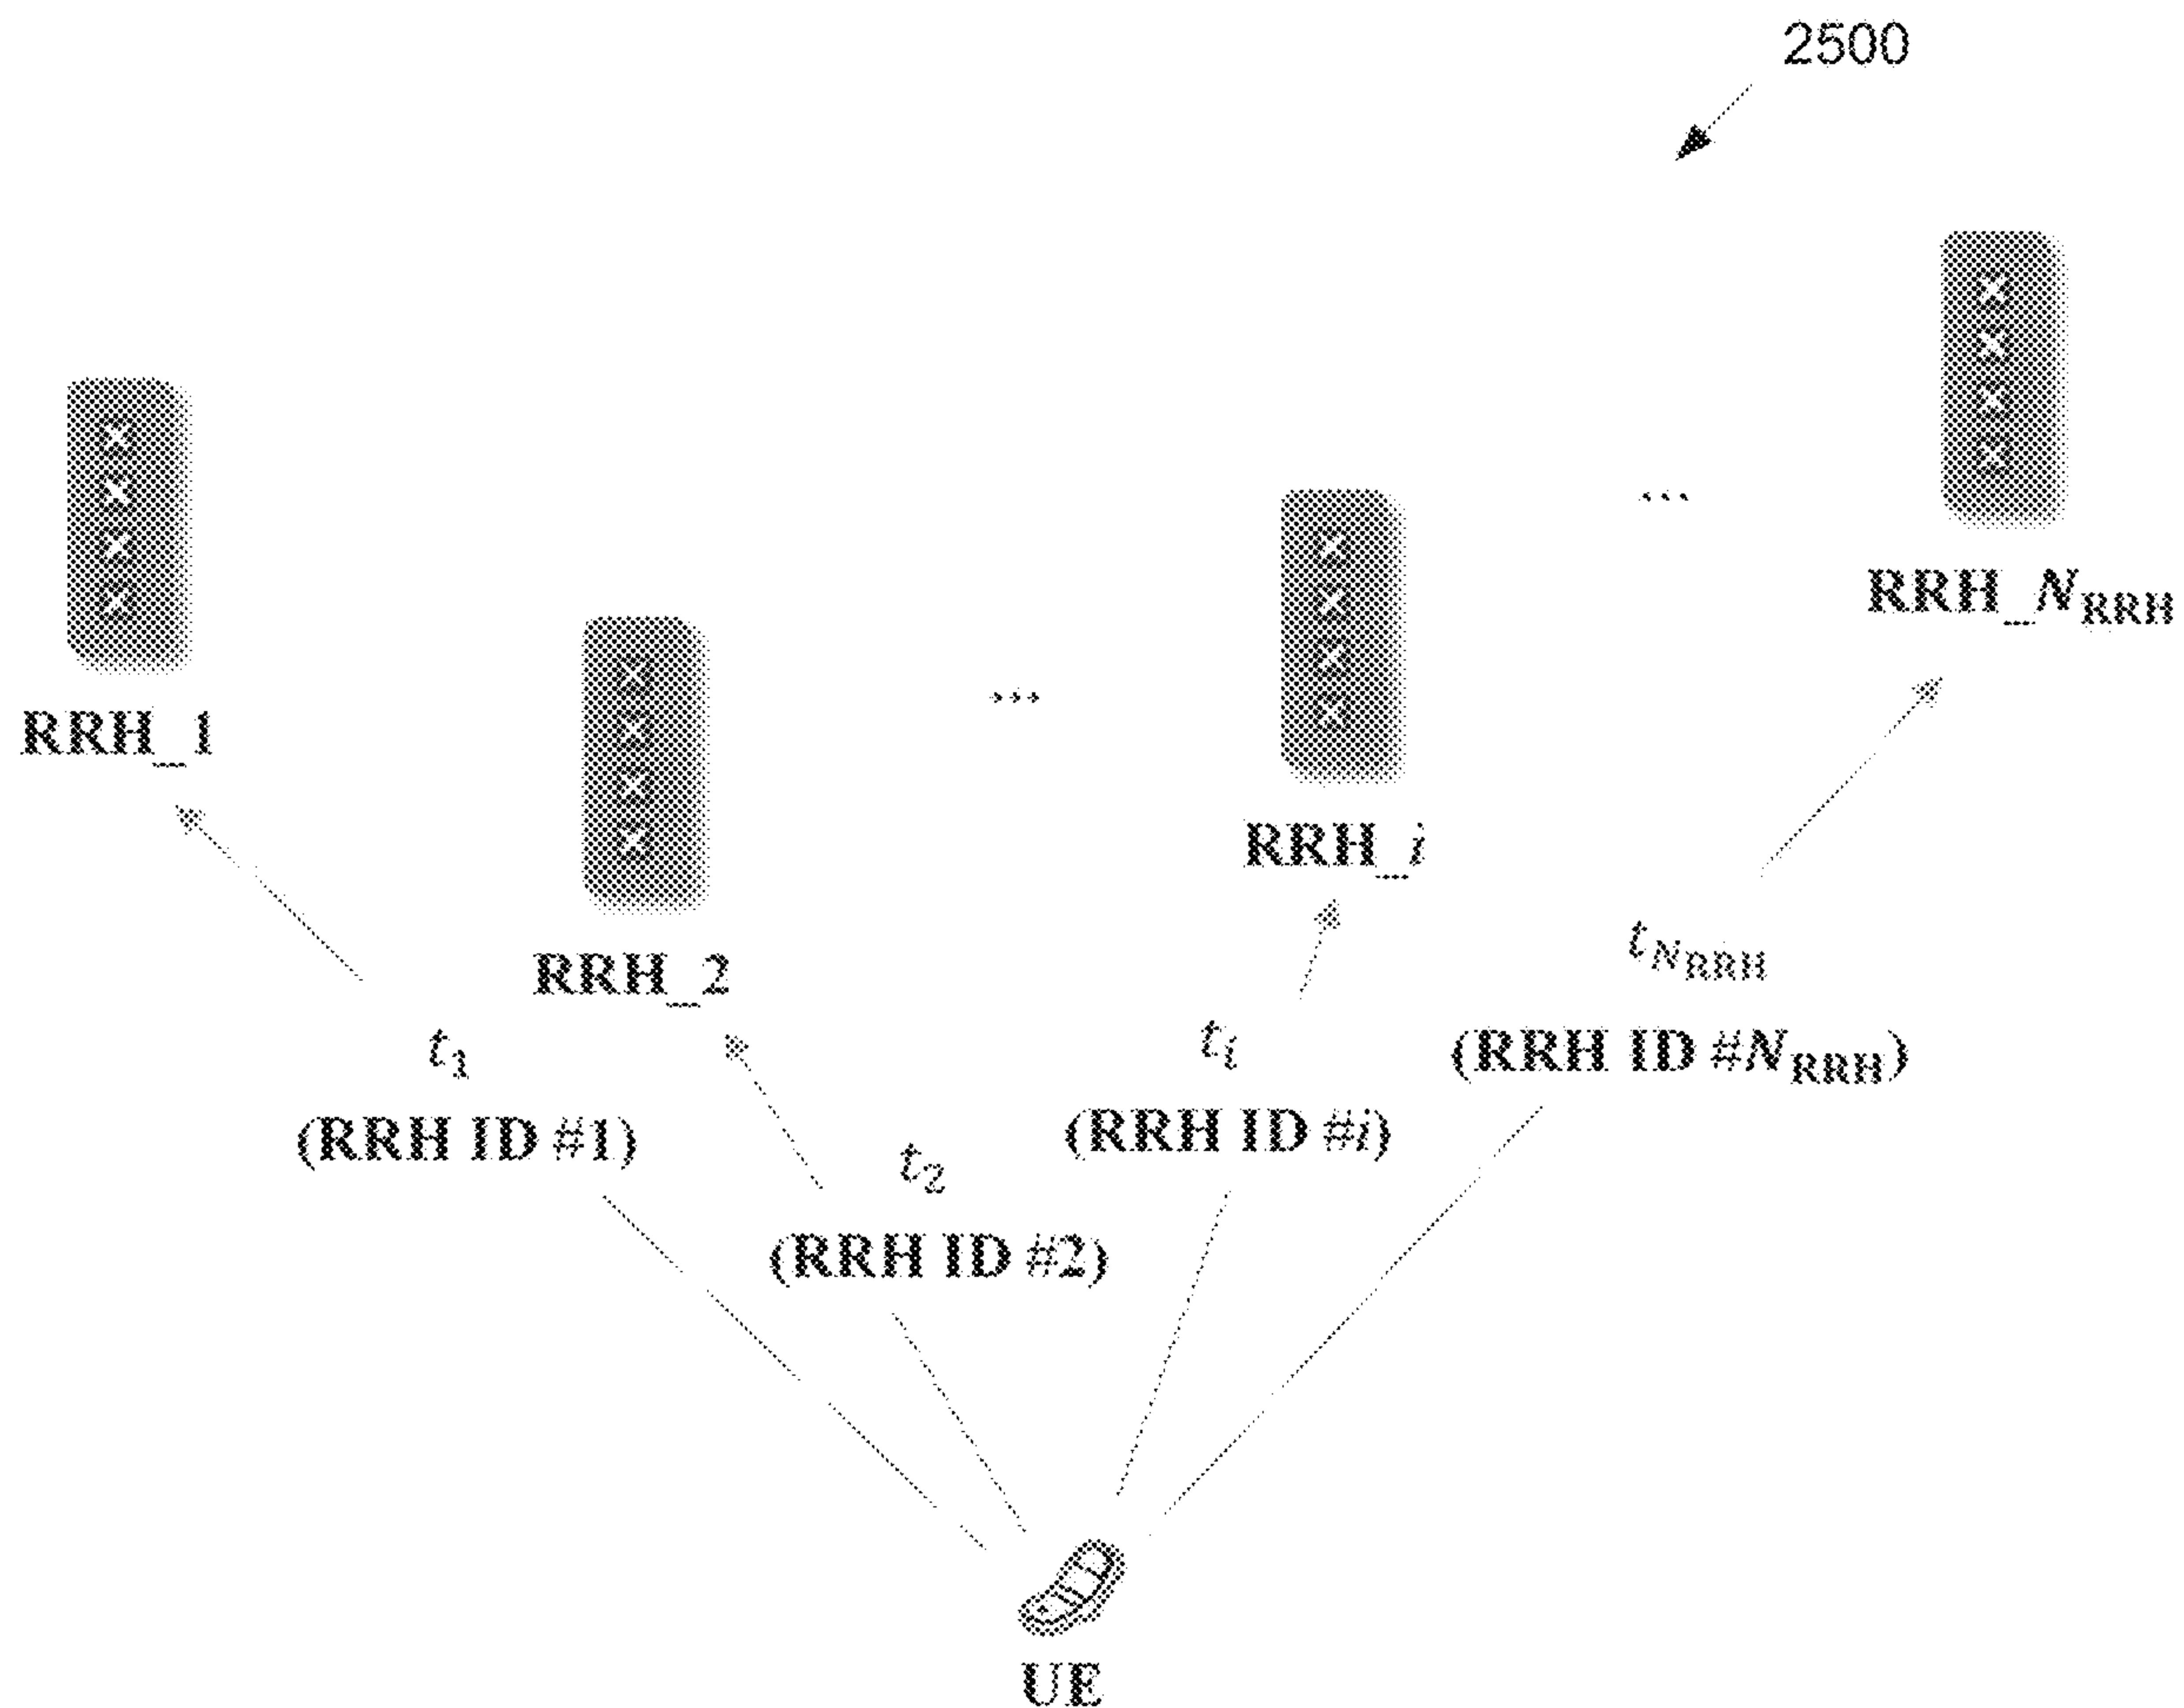 2500
RRH_1
RRH_2
...
RRH_i
...
RRH_N_RRH
t_1
(RRH ID #1)
t_2
(RRH ID #2)
t_i
(RRH ID #i)
t_N_RRH
(RRH ID #N_RRH)
UE